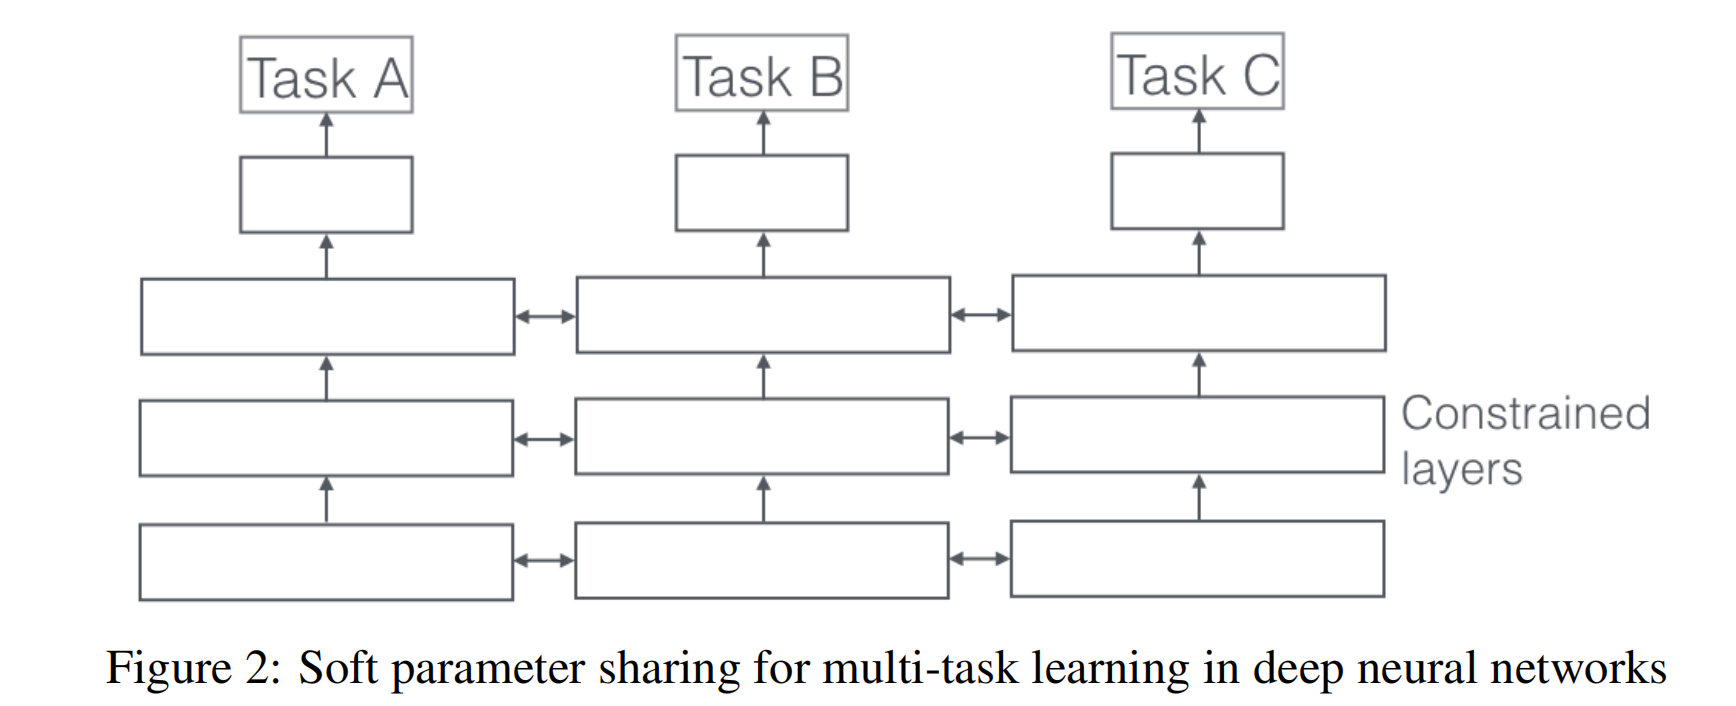 Task A
Task B
Task C
Constrained
layers
Figure 2: Soft parameter sharing for multi-task learning in deep neural networks